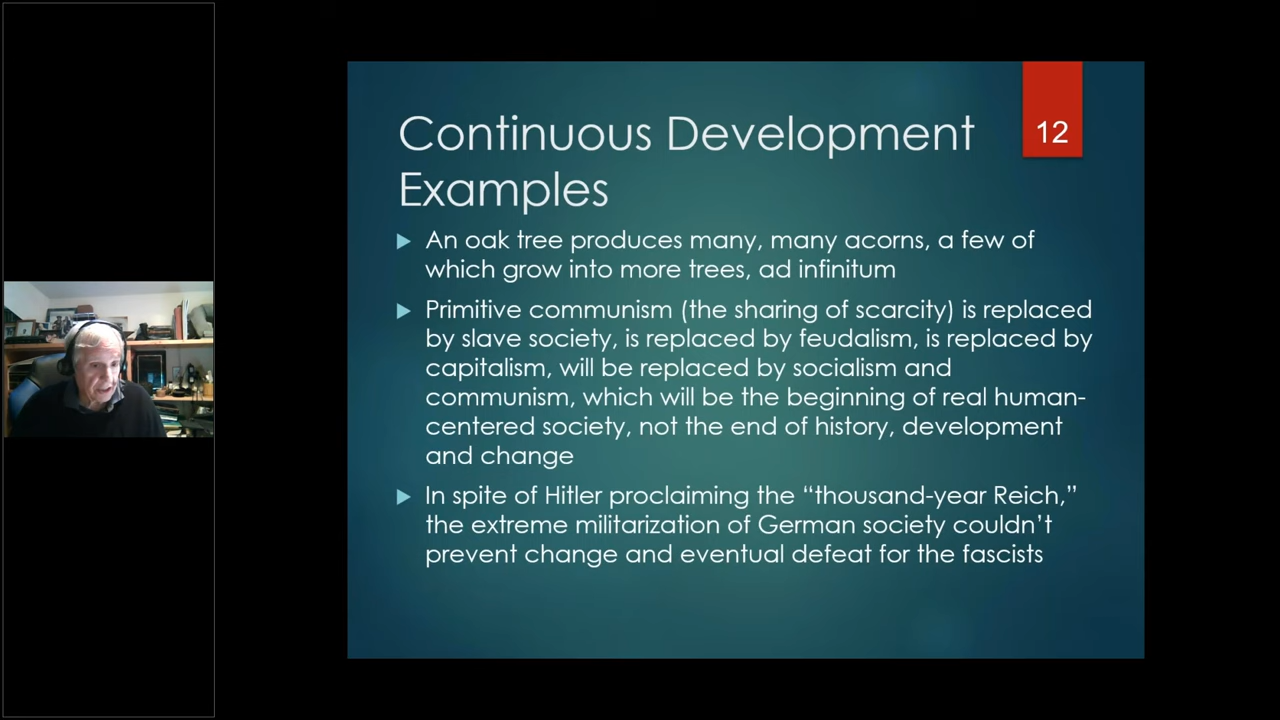 Continuous Development
Examples
12
An oak tree produces many, many acorns, a few of
which grow into more trees, ad infinitum
Primitive communism (the sharing of scarcity) is replaced
by slave society, is replaced by feudalism, is replaced by
capitalism, will be replaced by socialism and
communism, which will be the beginning of real human-
centered society, not the end of history, development
and change
In spite of Hitler proclaiming the “thousand-year Reich,”
the extreme militarization of German society couldn’t
prevent change and eventual defeat for the fascists